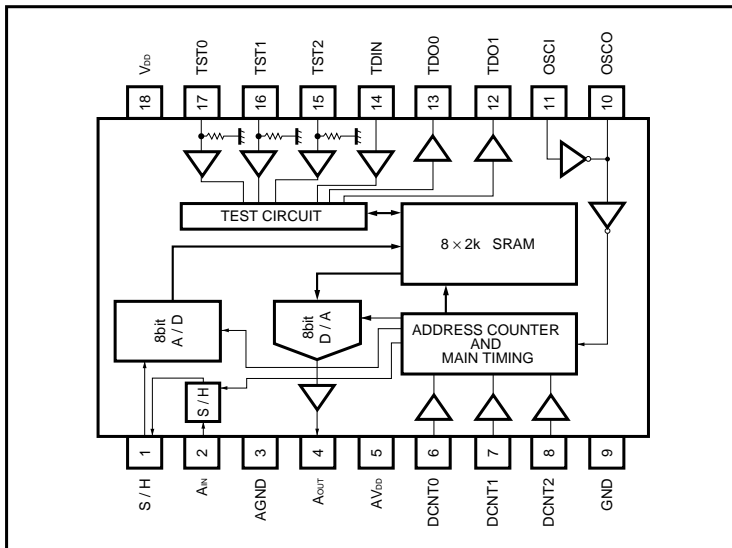 VDD
TST0
TST1
TST2
TDIN
TDO0
TDO1
OSCI
OSCO
18
17
16
15
14
13
12
11
10
TEST CIRCUIT
8 × 2k SRAM
8bit
A / D
8bit
D / A
ADDRESS COUNTER
AND
MAIN TIMING
S / H
1
2
3
4
5
6
7
8
9
S / H
AIN
AGND
AOUT
AVDD
DCNT0
DCNT1
DCNT2
GND